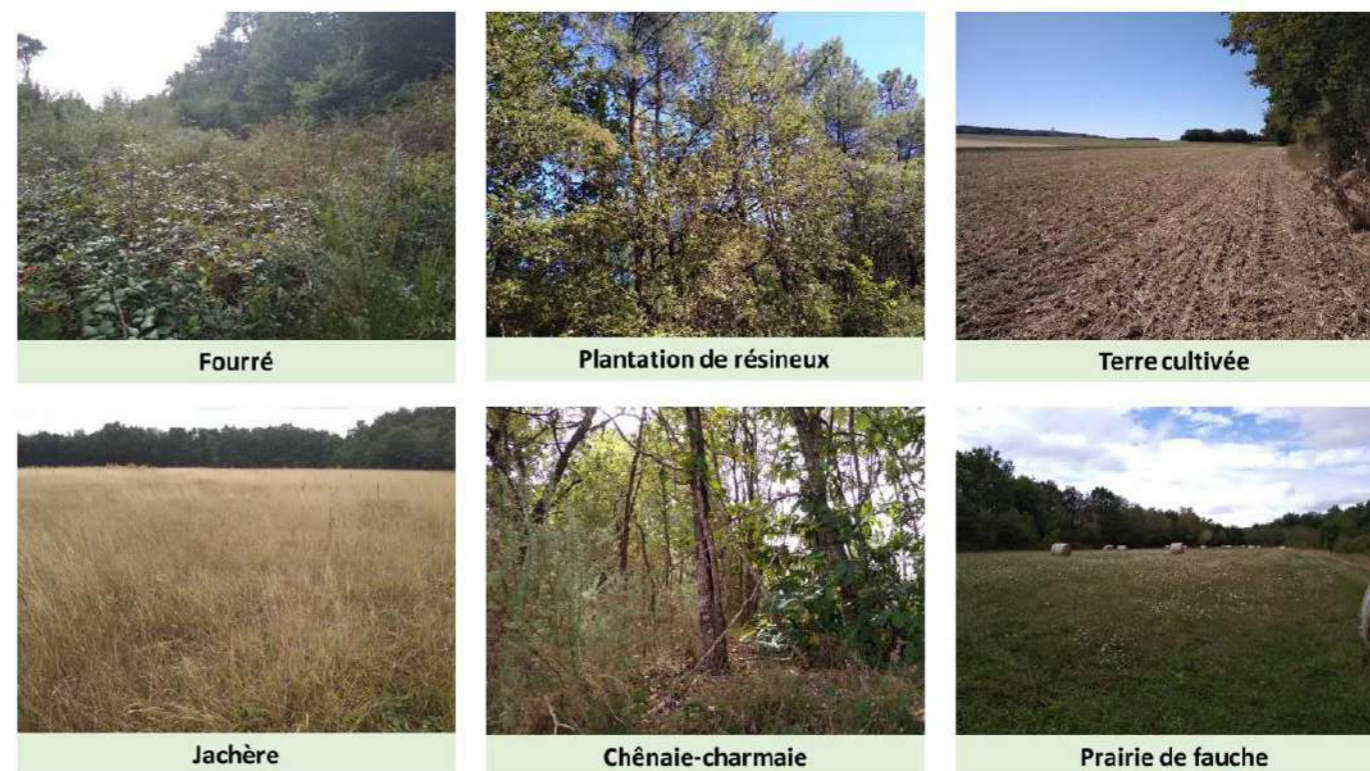 Fourré
Plantation de résineux
Terre cultivée
Jachère
Chênaie-charmaie
Prairie de fauche